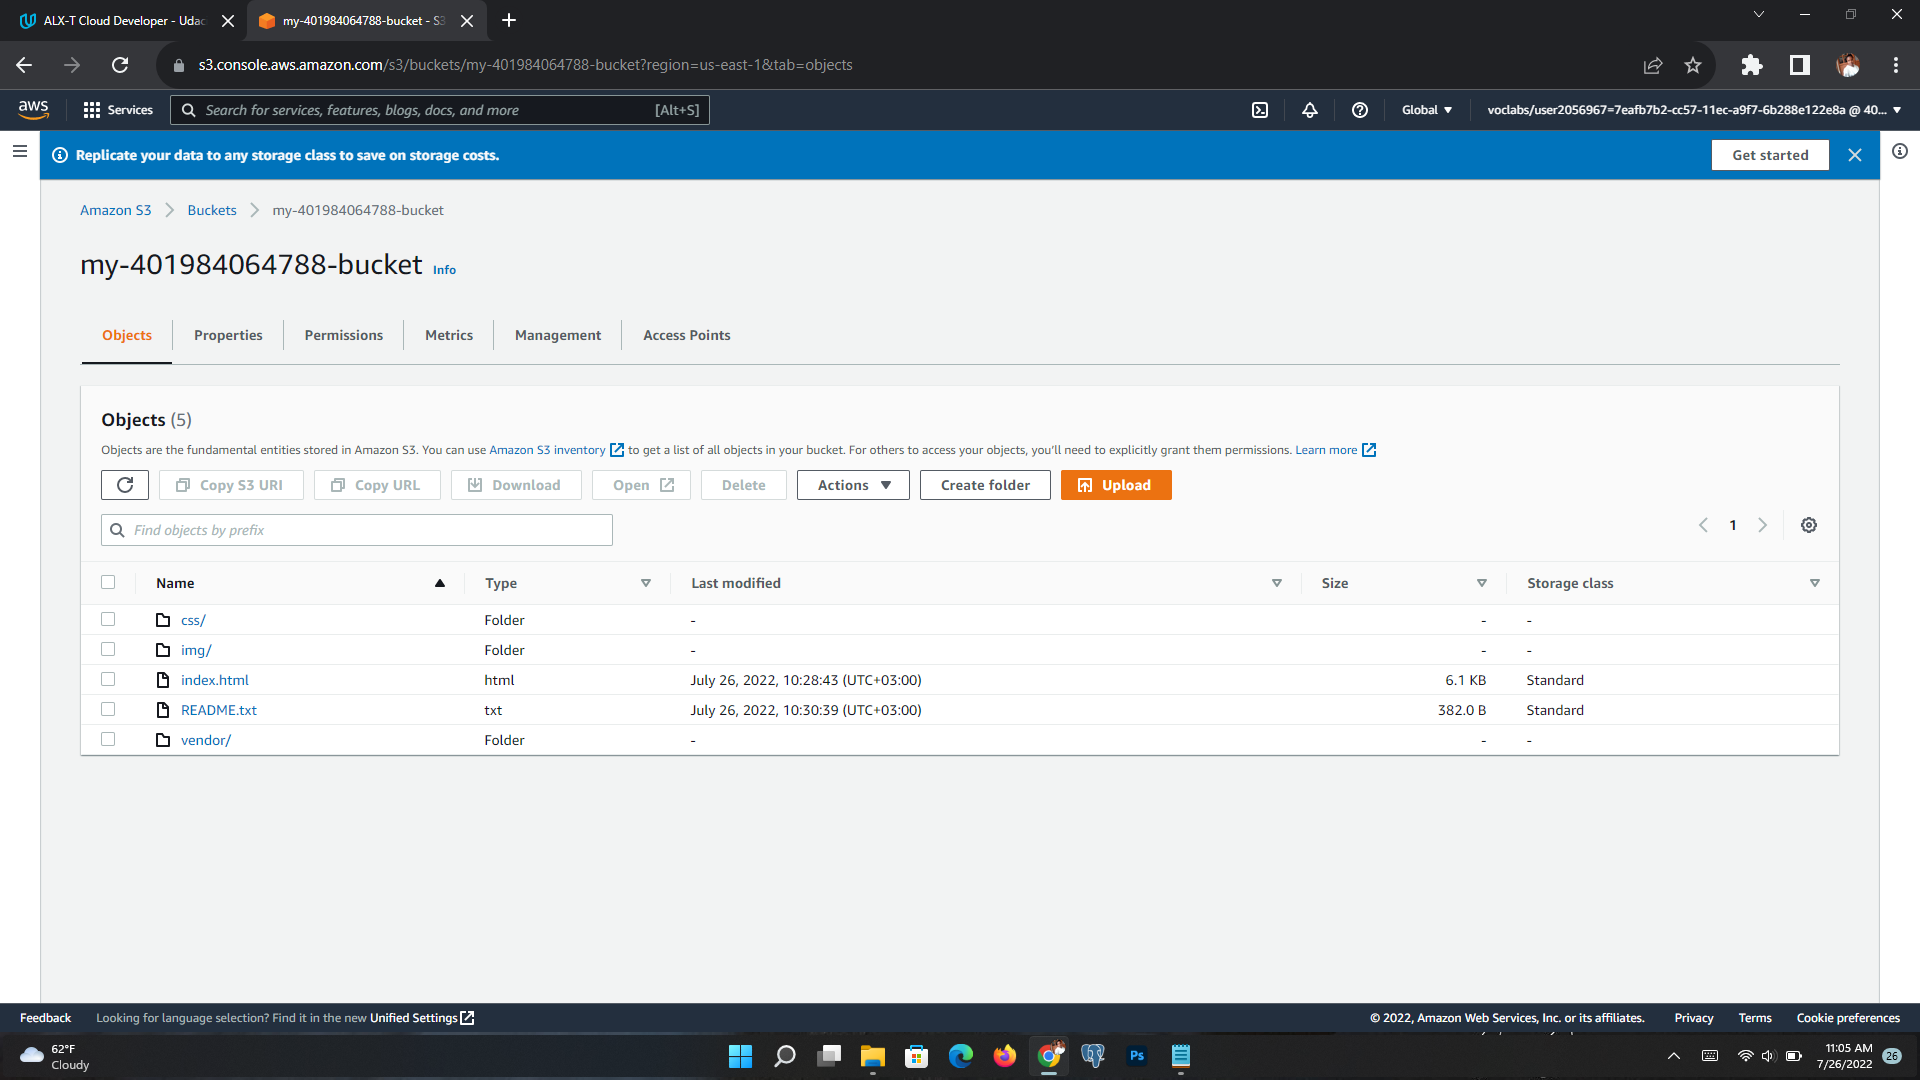 ALX-T Cloud Developer - Udac
my-401984064788-bucket - S3
s3.console.aws.amazon.com/s3/buckets/my-401984064788-bucket?region=us-east-1&tab=objects
aws
Services
Search for services, features, blogs, docs, and more
[Alt+S]
Global
voclabs/user2056967=7eafb7b2-cc57-11ec-a9f7-6b288e122e8a @ 40...
Replicate your data to any storage class to save on storage costs.
Get started
Amazon S3
Buckets
my-401984064788-bucket
my-401984064788-bucket Info
Objects
Properties
Permissions
Metrics
Management
Access Points
Objects (5)
Objects are the fundamental entities stored in Amazon S3. You can use Amazon S3 inventory to get a list of all objects in your bucket. For others to access your objects, you'll need to explicitly grant them permissions. Learn more
Copy S3 URI
Copy URL
Download
Open
Delete
Actions
Create folder
Upload
Find objects by prefix
1
Name Type Last modified Size Storage class
css/ Folder - - -
img/ Folder - - -
index.html html July 26, 2022, 10:28:43 (UTC+03:00) 6.1 KB Standard
README.txt txt July 26, 2022, 10:30:39 (UTC+03:00) 382.0 B Standard
vendor/ Folder - - -
Feedback
Looking for language selection? Find it in the new Unified Settings
© 2022, Amazon Web Services, Inc. or its affiliates.
Privacy
Terms
Cookie preferences
62°F
Cloudy
Ps
11:05 AM
7/26/2022
26